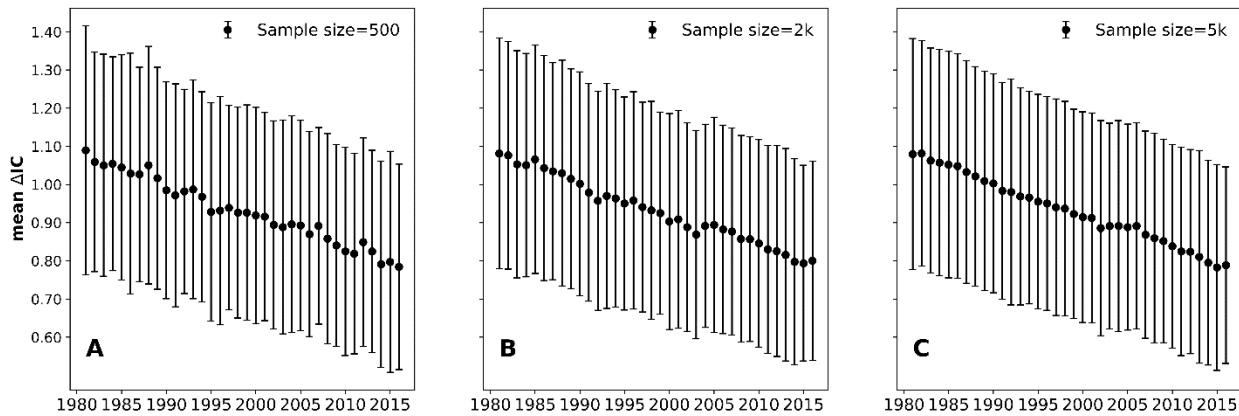 Sample size=500
Sample size=2k
Sample size=5k
mean ΔIC
1.40
1.30
1.20
1.10
1.00
0.90
0.80
0.70
0.60
A
B
C
1980 1985 1990 1995 2000 2005 2010 2015
1980 1985 1990 1995 2000 2005 2010 2015
1980 1985 1990 1995 2000 2005 2010 2015